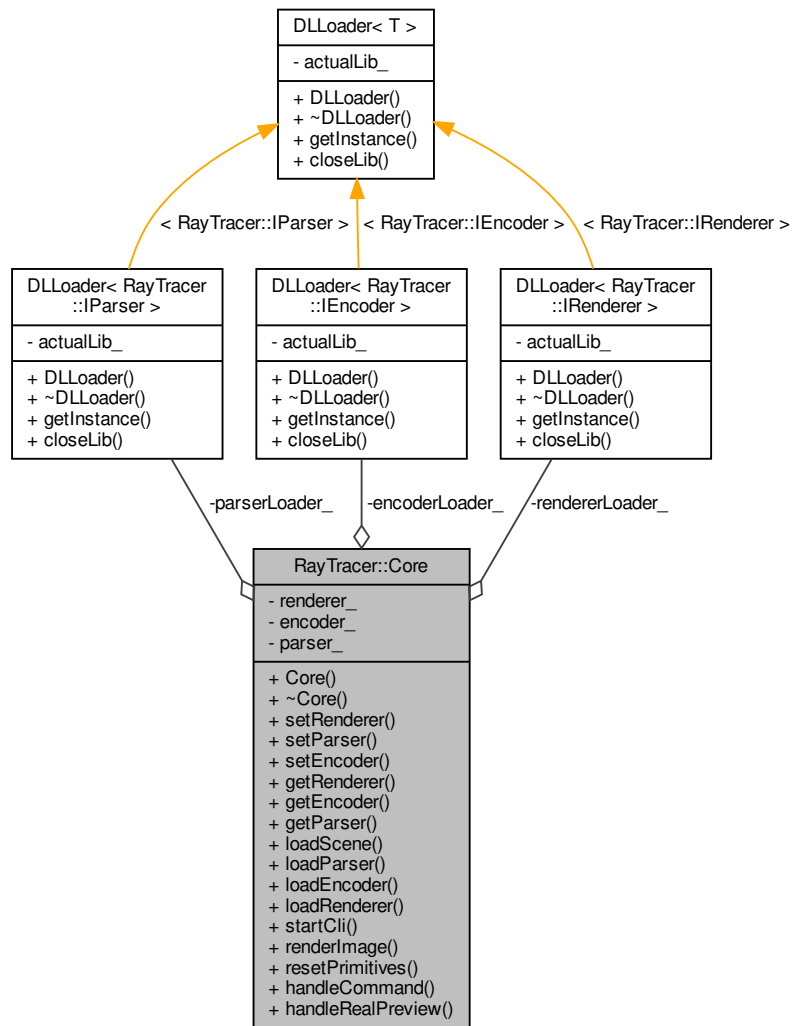 DLLoader< T >
- actualLib_
+ DLLoader()
+ ~DLLoader()
+ getInstance()
+ closeLib()
< RayTracer::IParser >
< RayTracer::IEncoder >
< RayTracer::IRenderer >
DLLoader< RayTracer
::IParser >
- actualLib_
+ DLLoader()
+ ~DLLoader()
+ getInstance()
+ closeLib()
DLLoader< RayTracer
::IEncoder >
- actualLib_
+ DLLoader()
+ ~DLLoader()
+ getInstance()
+ closeLib()
DLLoader< RayTracer
::IRenderer >
- actualLib_
+ DLLoader()
+ ~DLLoader()
+ getInstance()
+ closeLib()
-parserLoader_
-encoderLoader_
-rendererLoader_
RayTracer::Core
- renderer_
- encoder_
- parser_
+ Core()
+ ~Core()
+ setRenderer()
+ setParser()
+ setEncoder()
+ getRenderer()
+ getEncoder()
+ getParser()
+ loadScene()
+ loadParser()
+ loadEncoder()
+ loadRenderer()
+ startCli()
+ renderImage()
+ resetPrimitives()
+ handleCommand()
+ handleRealPreview()